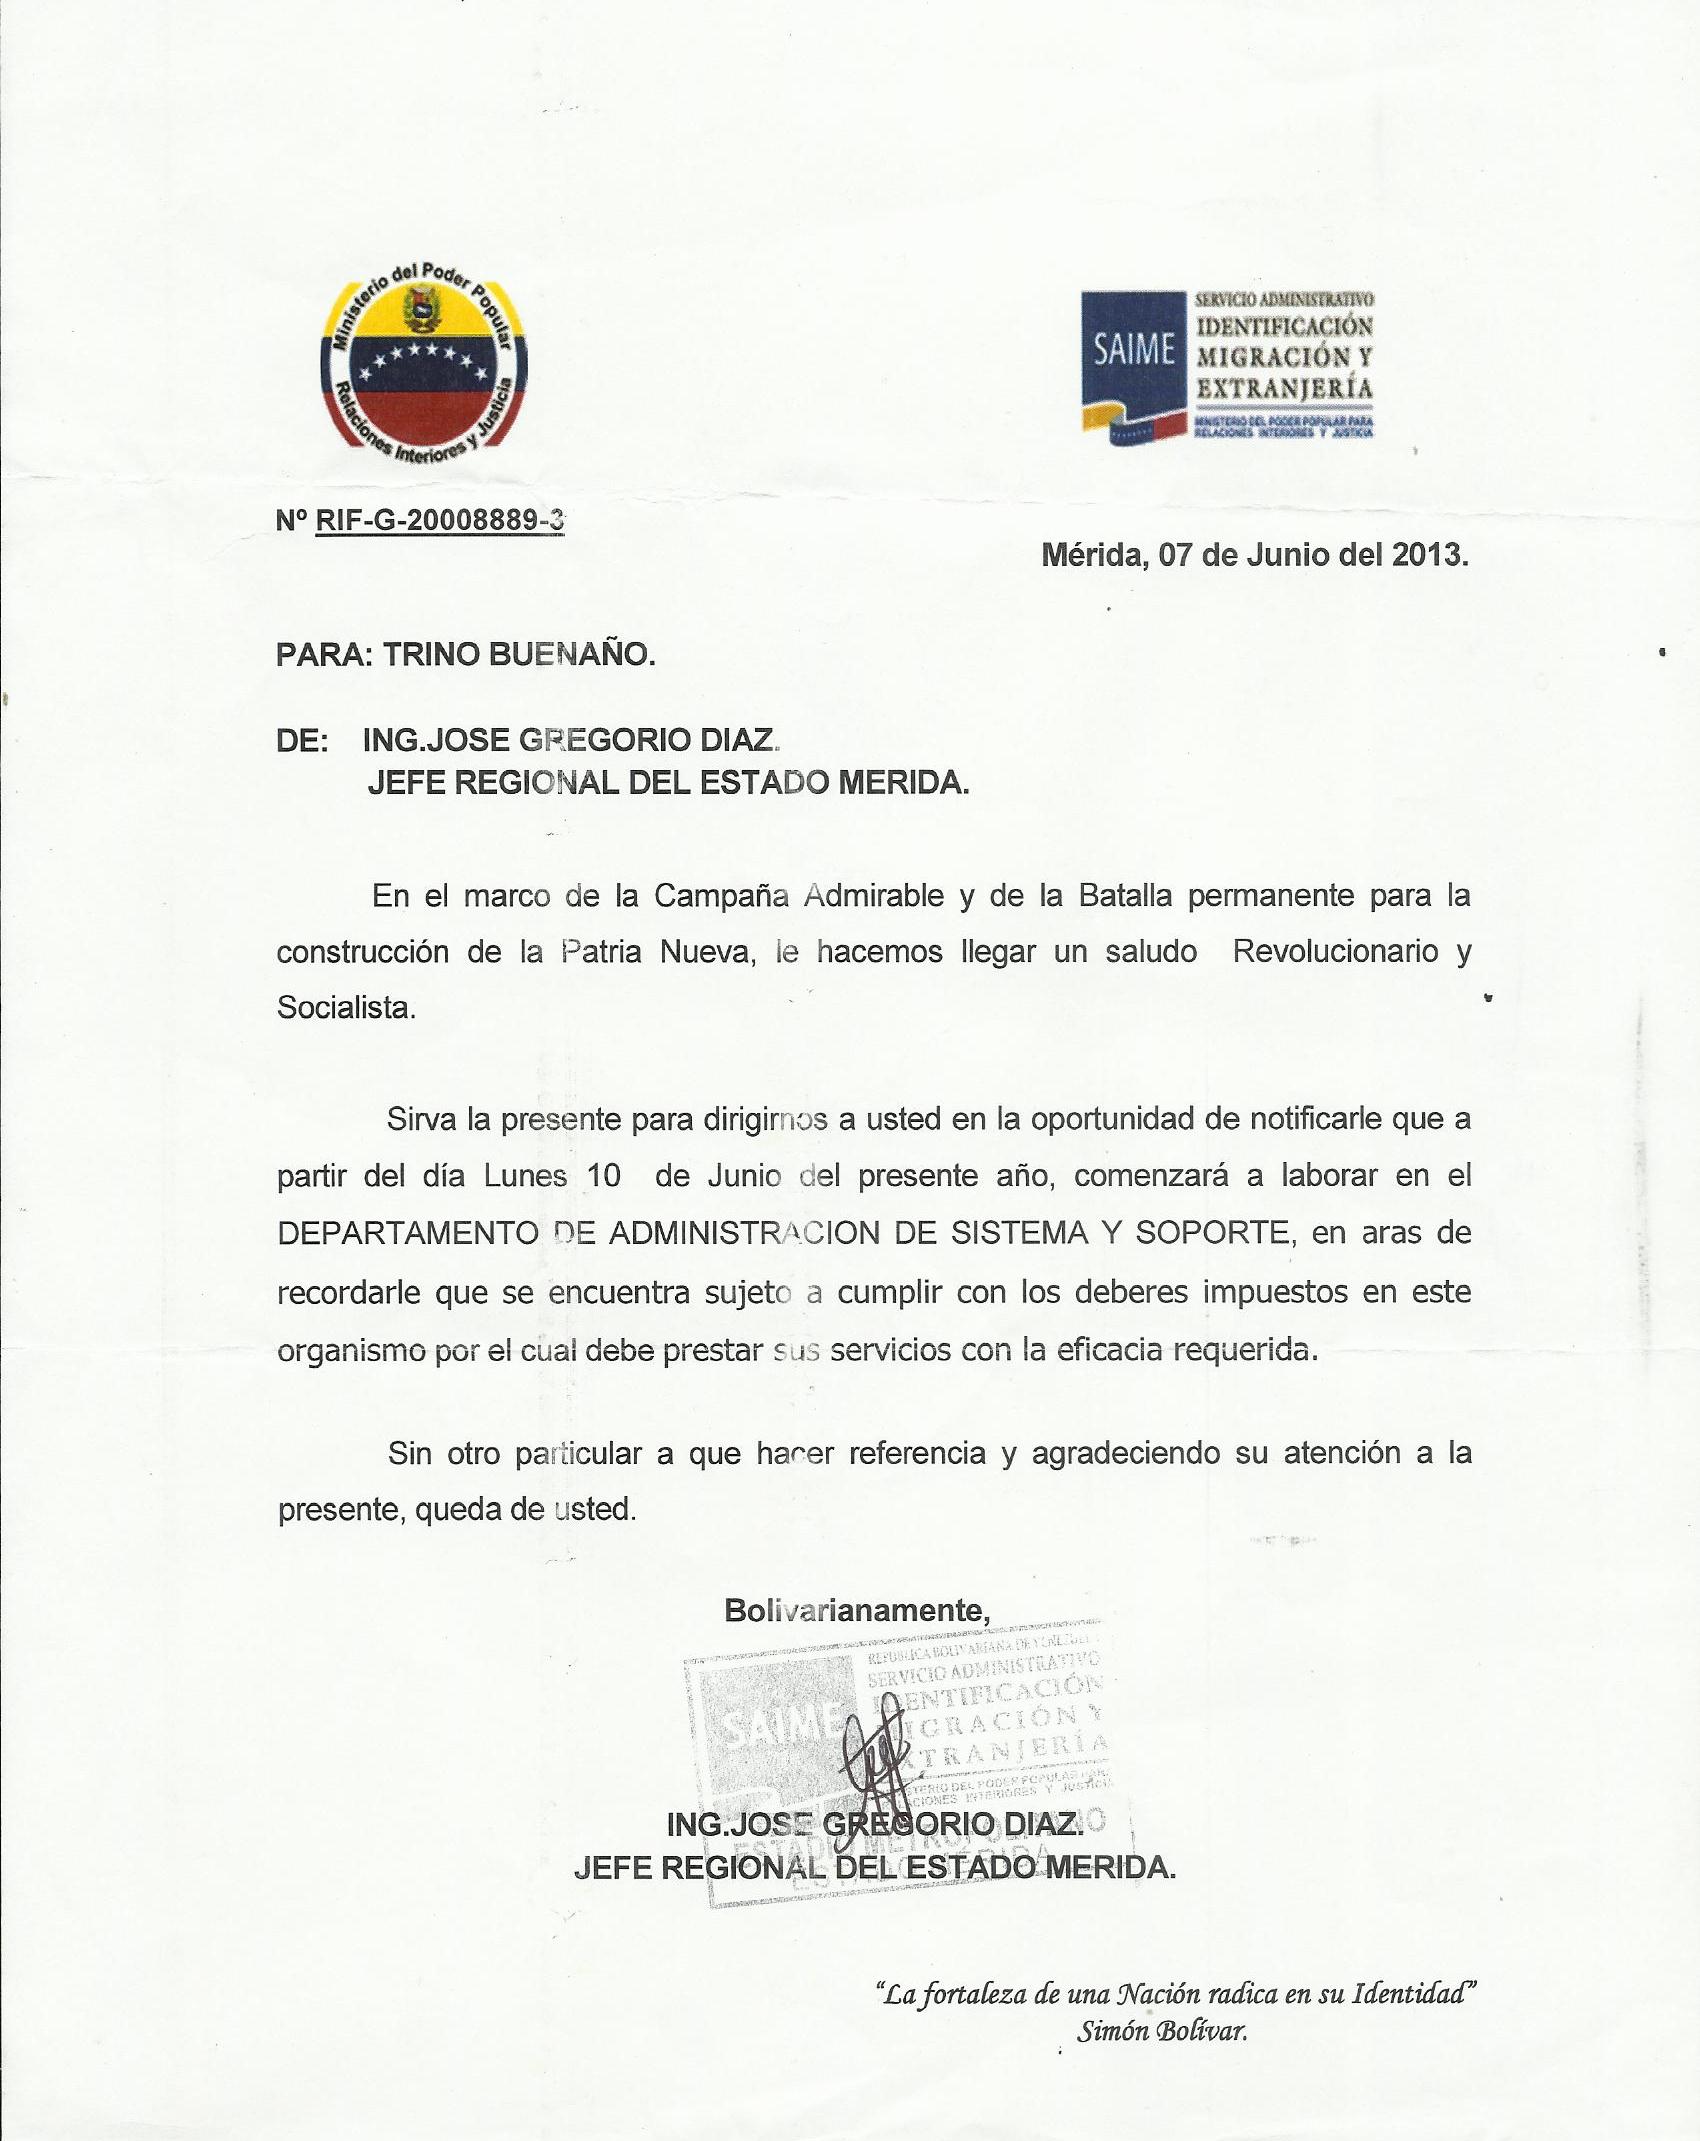 Ministerio del Poder Popular
Relaciones Interiores y Justicia
SAIME
SERVICIO ADMINISTRATIVO
IDENTIFICACIÓN
MIGRACIÓN Y
EXTRANJERÍA
MINISTERIO DEL PODER POPULAR PARA
RELACIONES INTERIORES Y JUSTICIA
Nº RIF-G-20008889-3
Mérida, 07 de Junio del 2013.
PARA: TRINO BUENAÑO.
DE: ING.JOSE GREGORIO DIAZ.
JEFE REGIONAL DEL ESTADO MERIDA.
En el marco de la Campaña Admirable y de la Batalla permanente para la
construcción de la Patria Nueva, le hacemos llegar un saludo Revolucionario y
Socialista.
Sirva la presente para dirigirnos a usted en la oportunidad de notificarle que a
partir del día Lunes 10 de Junio del presente año, comenzará a laborar en el
DEPARTAMENTO DE ADMINISTRACION DE SISTEMA Y SOPORTE, en aras de
recordarle que se encuentra sujeto a cumplir con los deberes impuestos en este
organismo por el cual debe prestar sus servicios con la eficacia requerida.
Sin otro particular a que hacer referencia y agradeciendo su atención a la
presente, queda de usted.
Bolivarianamente,
REPUBLICA BOLIVARIANA DE VENEZUELA
SERVICIO ADMINISTRATIVO
IDENTIFICACIÓN
MIGRACIÓN Y
EXTRANJERÍA
SAIME
MINISTERIO DEL PODER POPULAR PARA
RELACIONES INTERIORES Y JUSTICIA
ING.JOSE GREGORIO DIAZ.
JEFE REGIONAL DEL ESTADO MERIDA.
ESTADO MÉRIDA
“La fortaleza de una Nación radica en su Identidad”
Simón Bolívar.